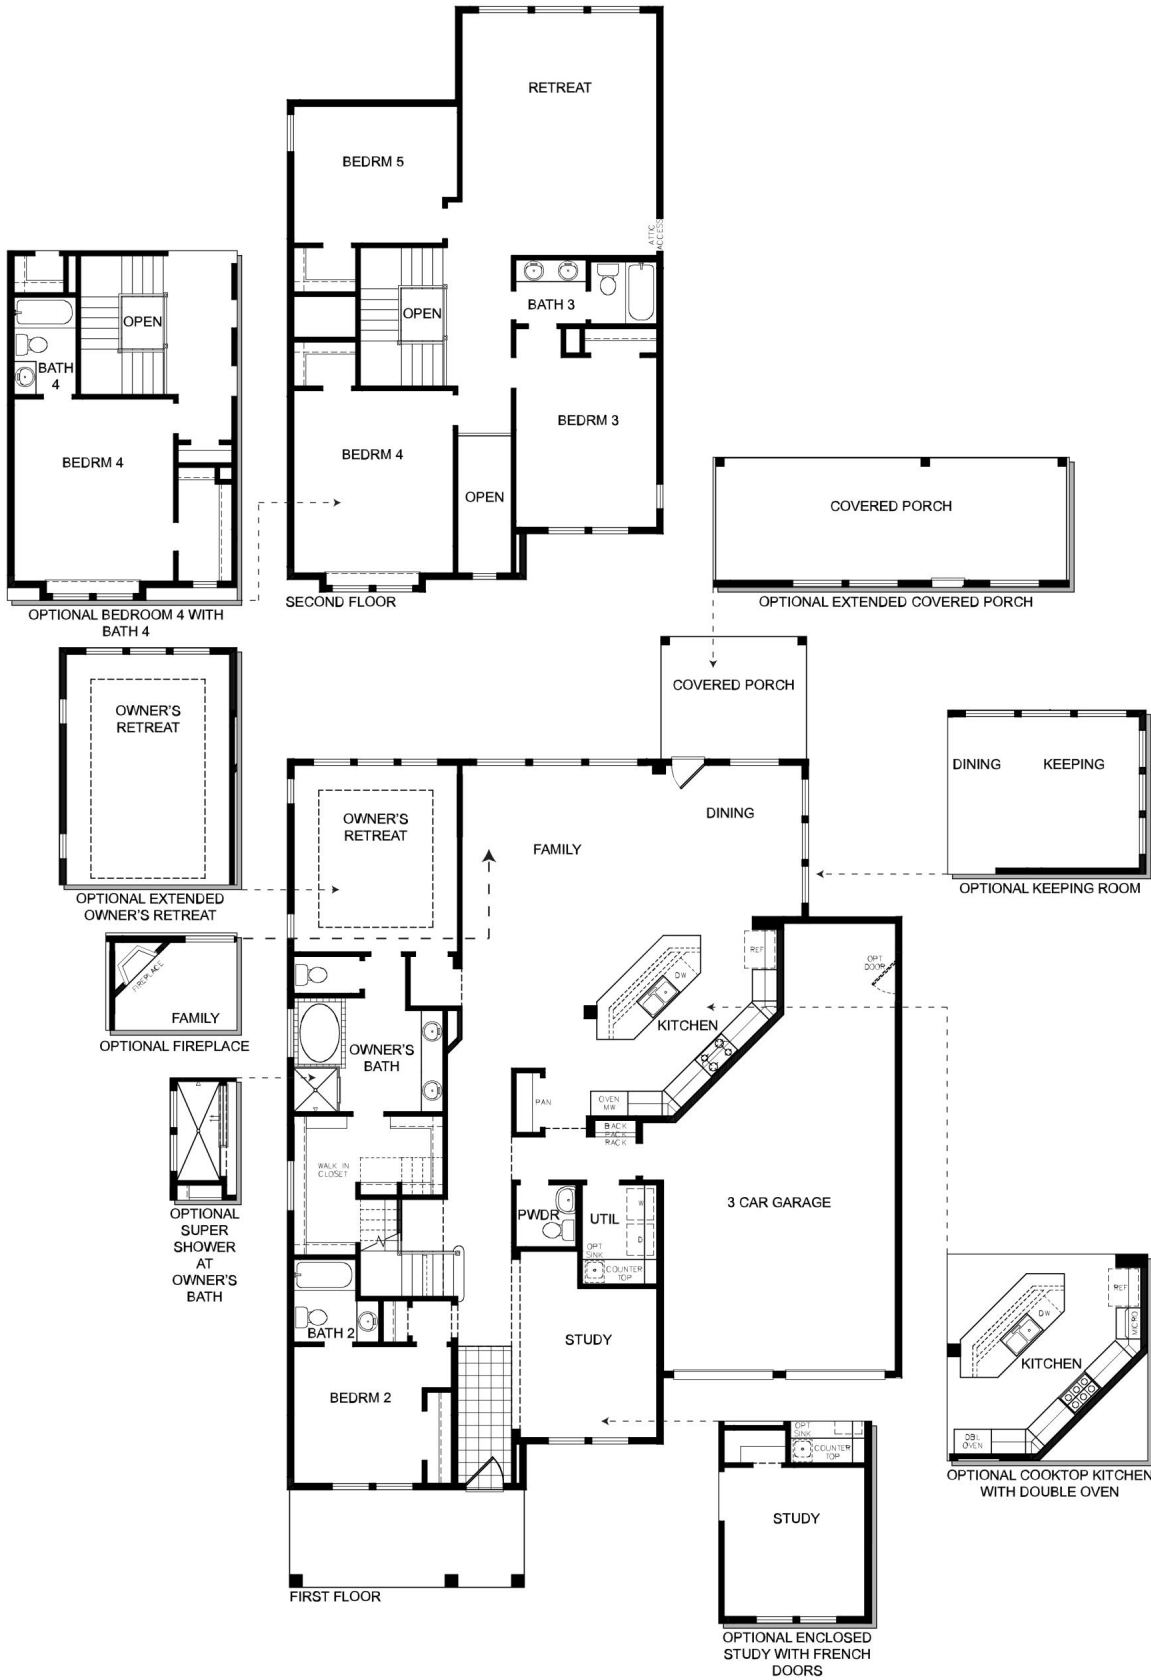 RETREAT
BEDRM 5
ATTIC
ACCESS
BATH 3
OPEN
BEDRM 3
BEDRM 4
OPEN
SECOND FLOOR
OPEN
BATH
4
BEDRM 4
OPTIONAL BEDROOM 4 WITH
BATH 4
COVERED PORCH
OPTIONAL EXTENDED COVERED PORCH
OWNER'S
RETREAT
OPTIONAL EXTENDED
OWNER'S RETREAT
COVERED PORCH
DINING
KEEPING
OPTIONAL KEEPING ROOM
OWNER'S
RETREAT
DINING
FAMILY
FIREPLACE
FAMILY
OPTIONAL FIREPLACE
REF
OPT
DOOR
DW
KITCHEN
OWNER'S
BATH
OVEN
MW
PAN
BACK
PACK
RACK
WALK IN
CLOSET
OPTIONAL
SUPER
SHOWER
AT
OWNER'S
BATH
3 CAR GARAGE
PWDR
UTIL
W
D
OPT
SINK
COUNTER
TOP
BATH 2
STUDY
BEDRM 2
FIRST FLOOR
REF
MICRO
DW
KITCHEN
DBL
OVEN
OPTIONAL COOKTOP KITCHEN
WITH DOUBLE OVEN
OPT
SINK
COUNTER
TOP
STUDY
OPTIONAL ENCLOSED
STUDY WITH FRENCH
DOORS